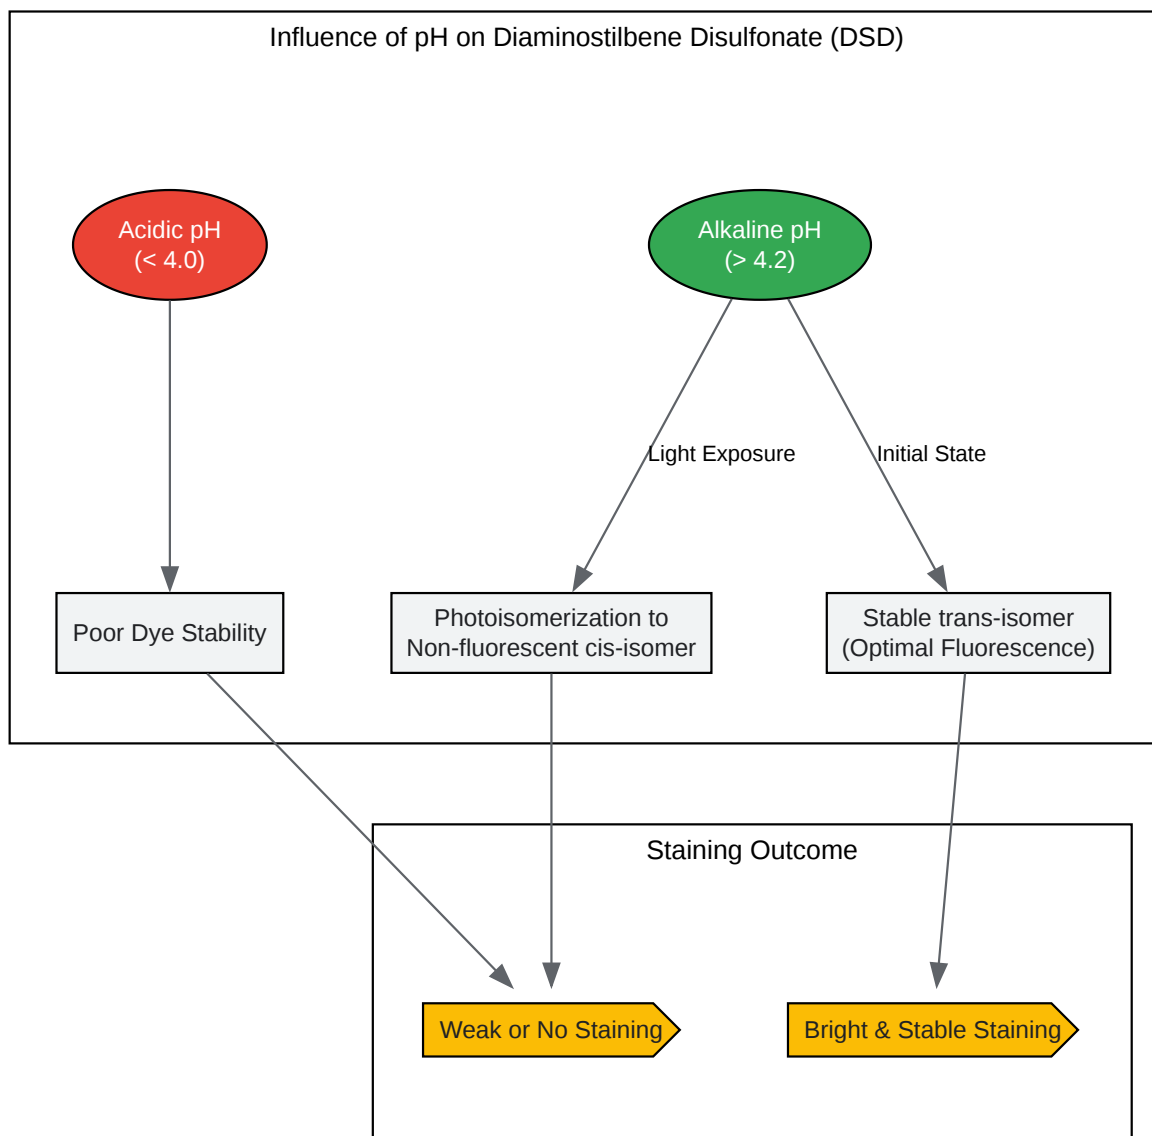 Influence of pH on Diaminostilbene Disulfonate (DSD)
Acidic pH
(< 4.0)
Alkaline pH
(> 4.2)
Light Exposure
Initial State
Poor Dye Stability
Photoisomerization to
Non-fluorescent cis-isomer
Stable trans-isomer
(Optimal Fluorescence)
Staining Outcome
Weak or No Staining
Bright & Stable Staining